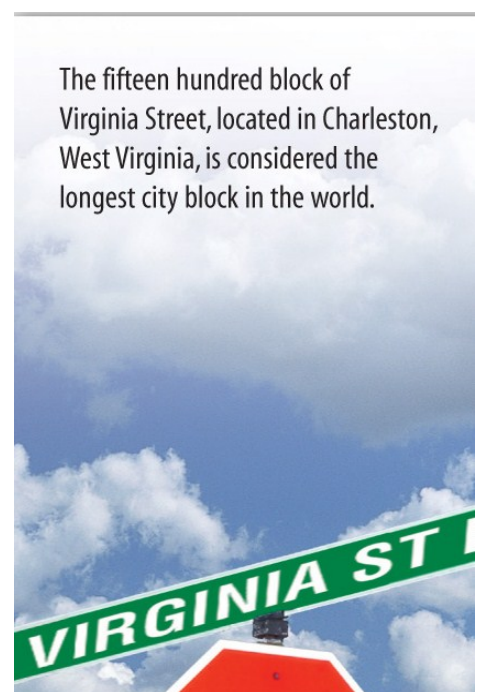 The fifteen hundred block of
Virginia Street, located in Charleston,
West Virginia, is considered the
longest city block in the world.
VIRGINIA ST